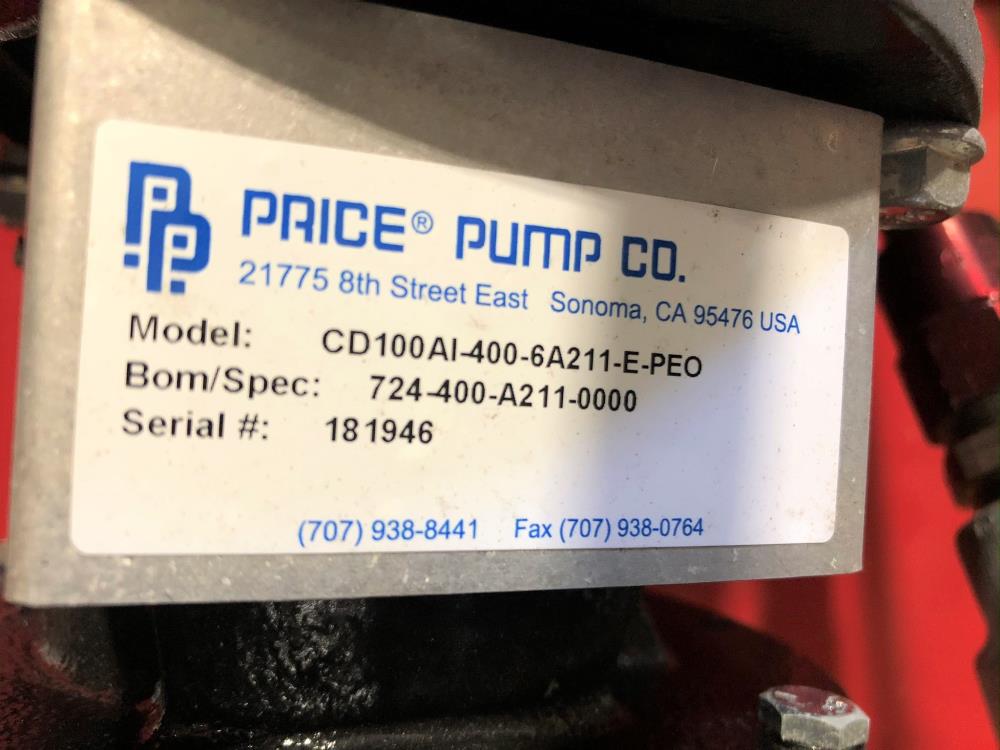 PRICE® PUMP CO.
21775 8th Street East Sonoma, CA 95476 USA
Model: CD100AI-400-6A211-E-PEO
Bom/Spec: 724-400-A211-0000
Serial #: 181946
(707) 938-8441 Fax (707) 938-0764